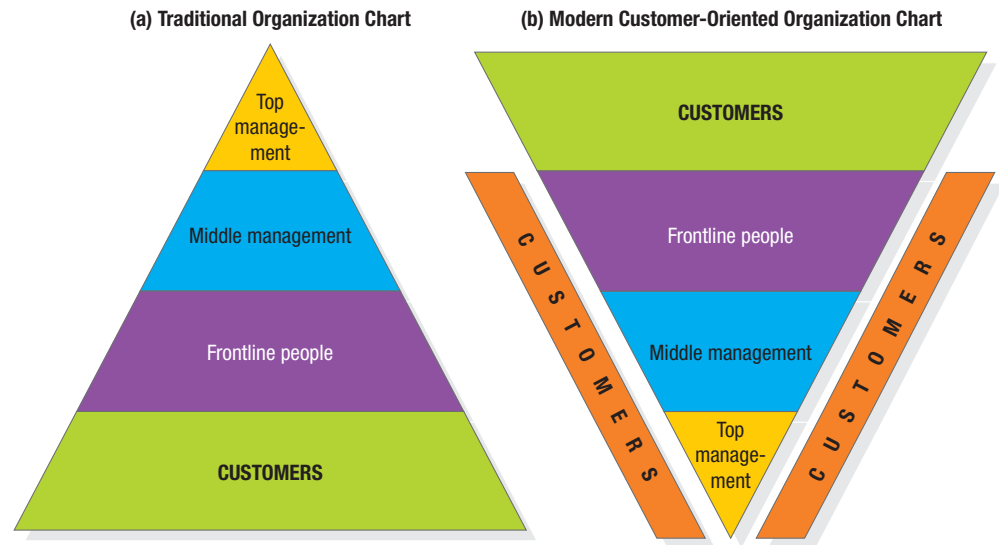 (a) Traditional Organization Chart
Top
manage-
ment
Middle management
Frontline people
CUSTOMERS
(b) Modern Customer-Oriented Organization Chart
CUSTOMERS
Frontline people
Middle management
Top
manage-
ment
CUSTOMERS
CUSTOMERS